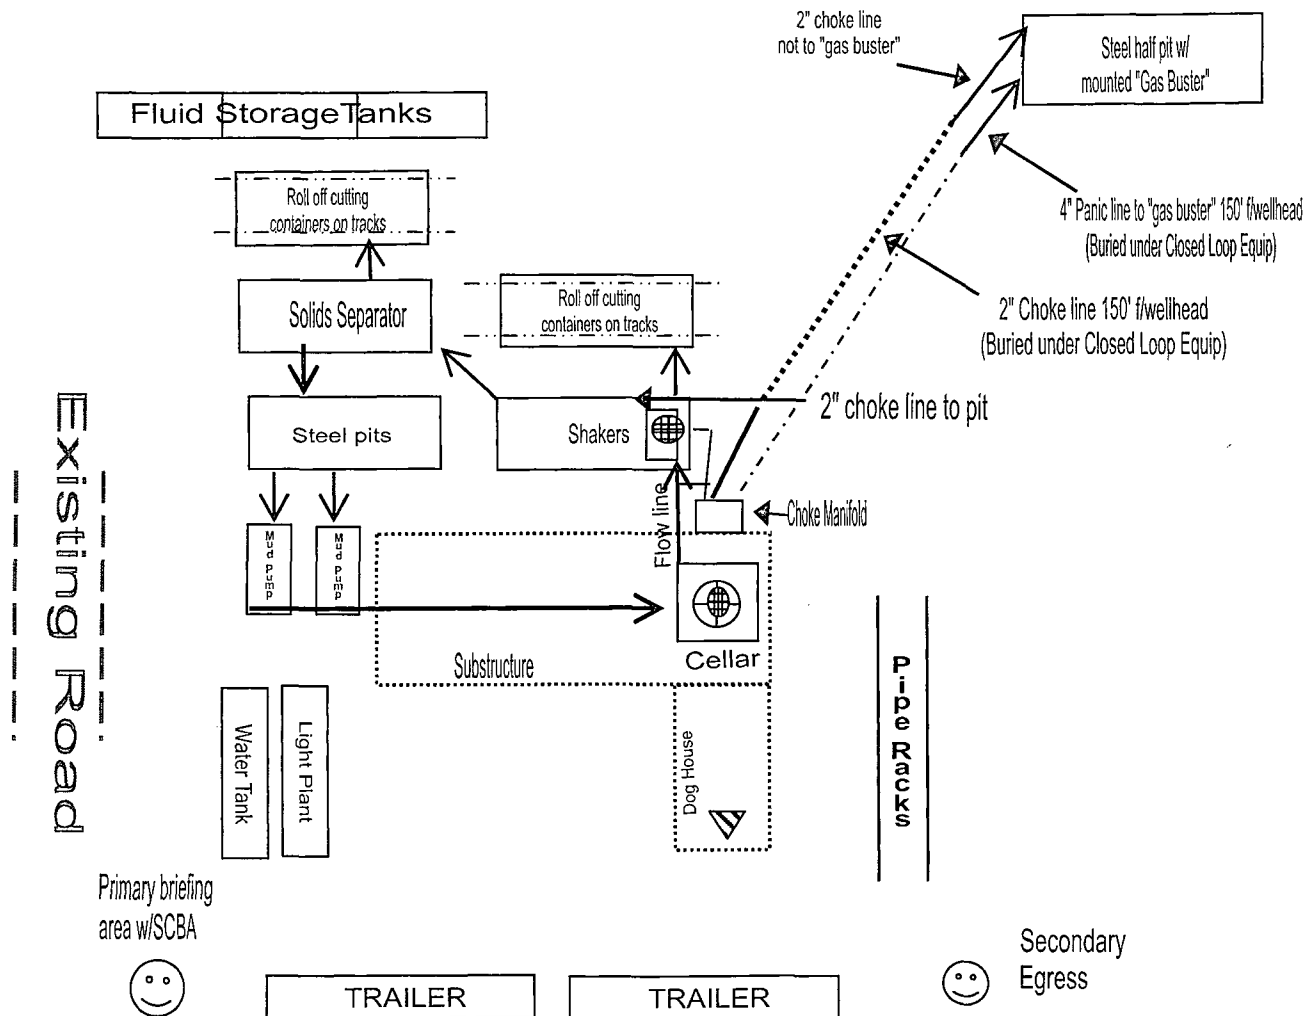 2" choke line
not to "gas buster"
Steel half pit w/
mounted "Gas Buster"
Fluid StorageTanks
Roll off cutting
containers on tracks
4" Panic line to "gas buster" 150' f/wellhead
(Buried under Closed Loop Equip)
Solids Separator
Roll off cutting
containers on tracks
2" Choke line 150' f/wellhead
(Buried under Closed Loop Equip)
2" choke line to pit
Steel pits
Shakers
Existing Road
Flow line
Choke Manifold
Mud Pump
Mud Pump
Substructure
Cellar
Pipe Racks
Water Tank
Light Plant
Dog House
Primary briefing
area w/SCBA
Secondary
Egress
TRAILER
TRAILER